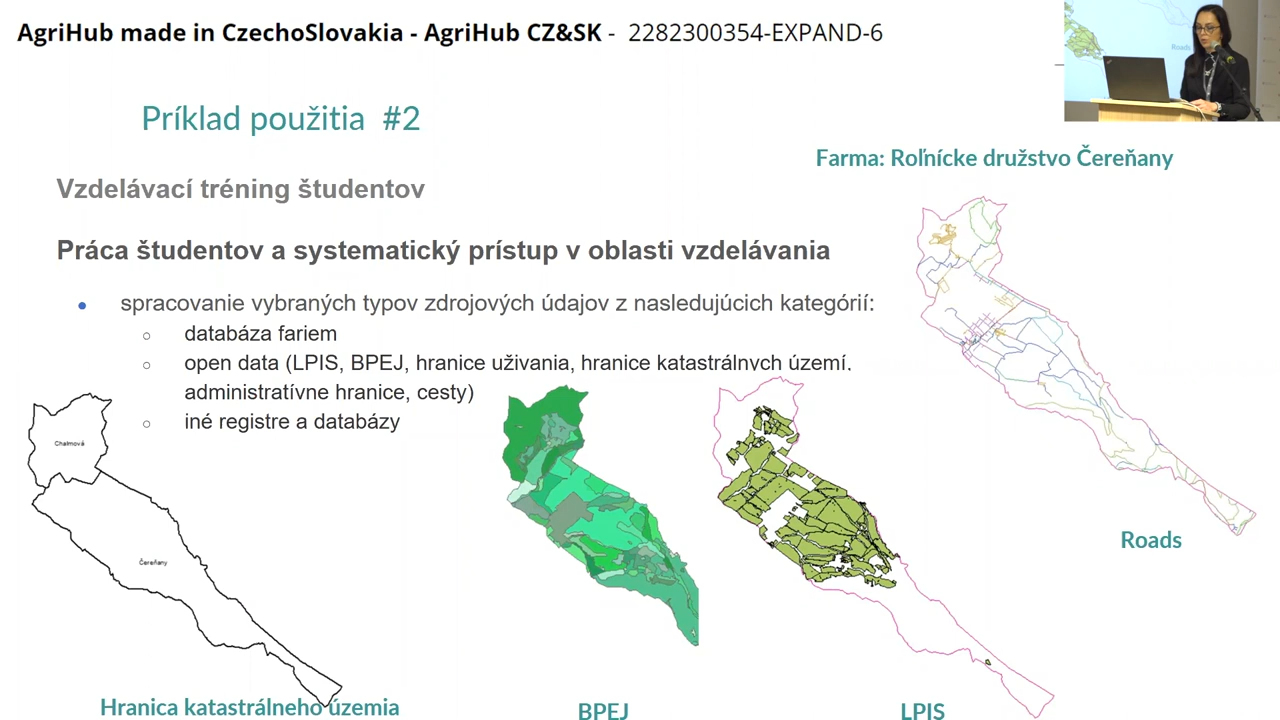 AgriHub made in CzechoSlovakia - AgriHub CZ&SK - 2282300354-EXPAND-6
Príklad použitia #2
Farma: Roľnícke družstvo Čereňany
Vzdelávací tréning študentov
Práca študentov a systematický prístup v oblasti vzdelávania
spracovanie vybraných typov zdrojových údajov z nasledujúcich kategórií:
databáza fariem
open data (LPIS, BPEJ, hranice užívania, hranice katastrálnych území,
administratívne hranice, cesty)
iné registre a databázy
Chalmová
Čereňany
Roads
Roads
Hranica katastrálneho územia
BPEJ
LPIS